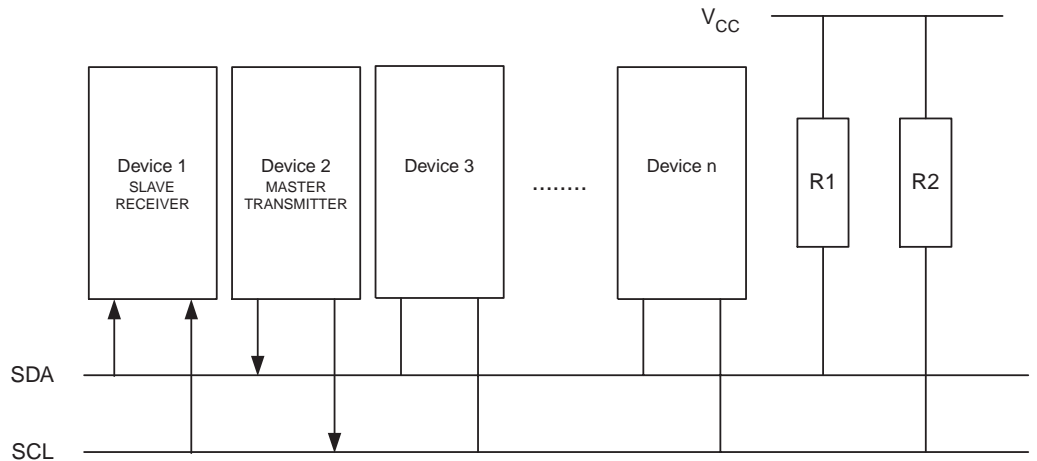 VCC
Device 1
SLAVE
RECEIVER
Device 2
MASTER
TRANSMITTER
Device 3
........
Device n
R1
R2
SDA
SCL